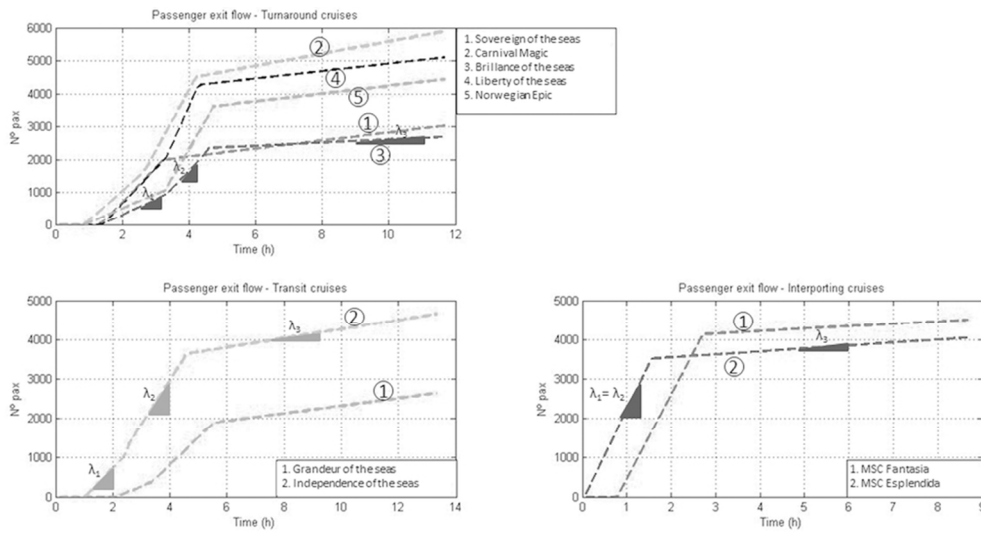 Passenger exit flow - Turnaround cruises
6000
5000
4000
3000
2000
1000
0
Nº pax
0 2 4 6 8 10 12
Time (h)
2
4
5
1
3
λ1
λ2
λ3
1. Sovereign of the seas
2. Carnival Magic
3. Brilliance of the seas
4. Liberty of the seas
5. Norwegian Epic
Passenger exit flow - Transit cruises
5000
4000
3000
2000
1000
0
Nº pax
0 2 4 6 8 10 12 14
Time (h)
2
1
λ1
λ2
λ3
1. Grandeur of the seas
2. Independence of the seas
Passenger exit flow - Interporting cruises
5000
4000
3000
2000
1000
0
Nº pax
0 1 2 3 4 5 6 7 8 9
Time (h)
1
2
λ1= λ2
λ3
1. MSC Fantasia
2. MSC Esplendida